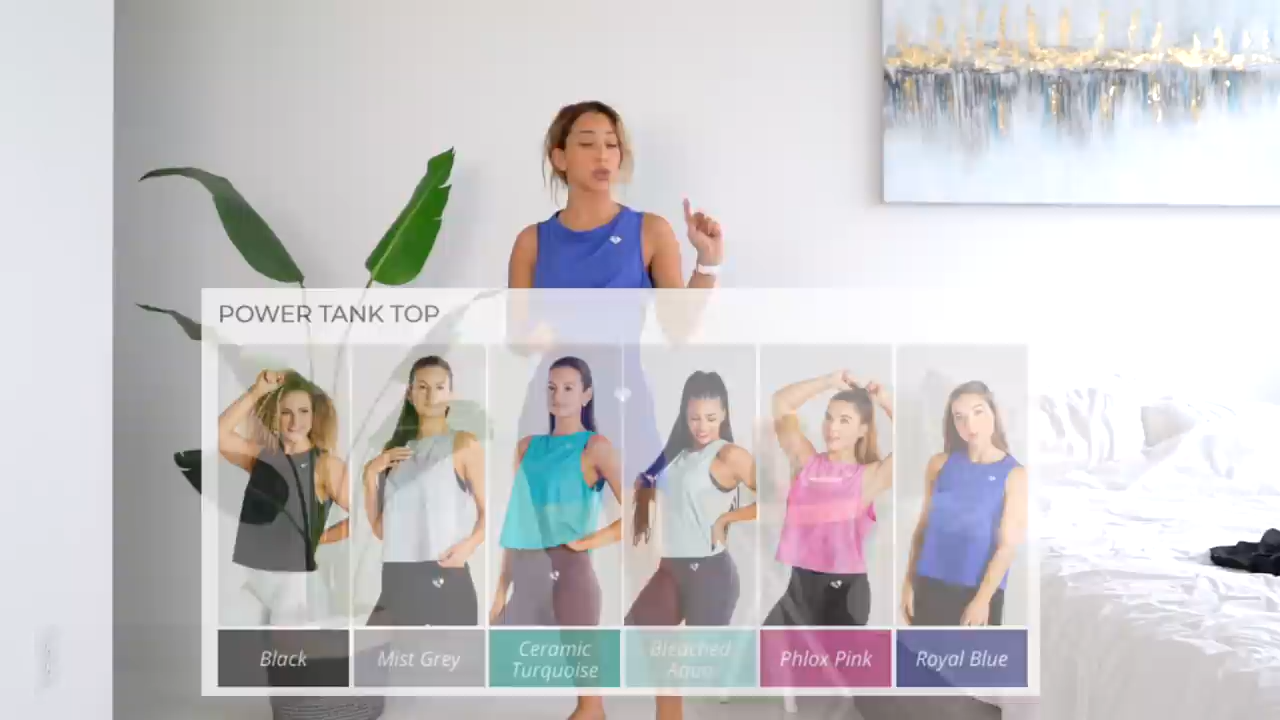 POWER TANK TOP
Black
Mist Grey
Ceramic
Turquoise
Bleached
Aqua
Phlox Pink
Royal Blue